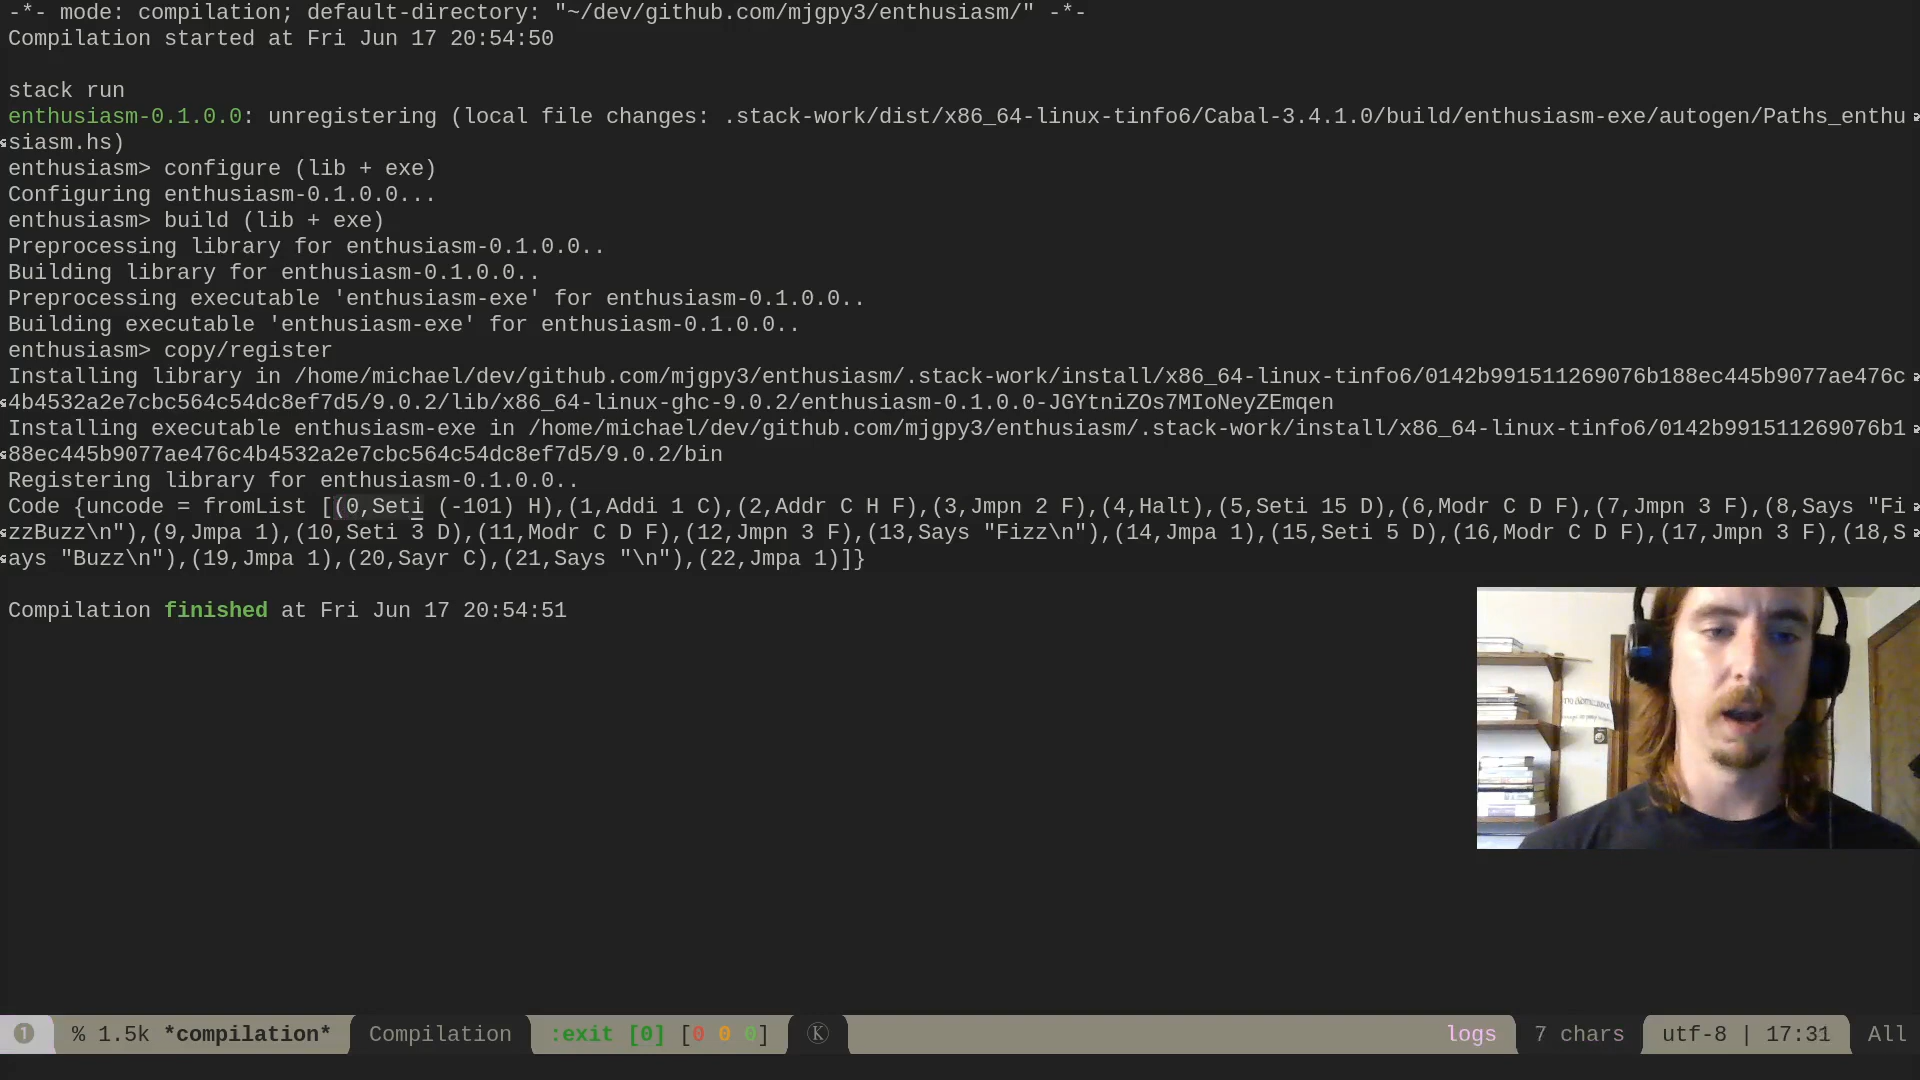 -*- mode: compilation; default-directory: "~/dev/github.com/mjgpy3/enthusiasm/" -*-
Compilation started at Fri Jun 17 20:54:50
stack run
enthusiasm-0.1.0.0: unregistering (local file changes: .stack-work/dist/x86_64-linux-tinfo6/Cabal-3.4.1.0/build/enthusiasm-exe/autogen/Paths_enthu
siasm.hs)
enthusiasm> configure (lib + exe)
Configuring enthusiasm-0.1.0.0...
enthusiasm> build (lib + exe)
Preprocessing library for enthusiasm-0.1.0.0..
Building library for enthusiasm-0.1.0.0..
Preprocessing executable 'enthusiasm-exe' for enthusiasm-0.1.0.0..
Building executable 'enthusiasm-exe' for enthusiasm-0.1.0.0..
enthusiasm> copy/register
Installing library in /home/michael/dev/github.com/mjgpy3/enthusiasm/.stack-work/install/x86_64-linux-tinfo6/0142b991511269076b188ec445b9077ae476c
4b4532a2e7cbc564c54dc8ef7d5/9.0.2/lib/x86_64-linux-ghc-9.0.2/enthusiasm-0.1.0.0-JGYtniZOs7MIoNeyZEmqen
Installing executable enthusiasm-exe in /home/michael/dev/github.com/mjgpy3/enthusiasm/.stack-work/install/x86_64-linux-tinfo6/0142b991511269076b1
88ec445b9077ae476c4b4532a2e7cbc564c54dc8ef7d5/9.0.2/bin
Registering library for enthusiasm-0.1.0.0..
Code {uncode = fromList [(0,Seti (-101) H),(1,Addi 1 C),(2,Addr C H F),(3,Jmpn 2 F),(4,Halt),(5,Seti 15 D),(6,Modr C D F),(7,Jmpn 3 F),(8,Says "Fi
zzBuzz\n"),(9,Jmpa 1),(10,Seti 3 D),(11,Modr C D F),(12,Jmpn 3 F),(13,Says "Fizz\n"),(14,Jmpa 1),(15,Seti 5 D),(16,Modr C D F),(17,Jmpn 3 F),(18,S
ays "Buzz\n"),(19,Jmpa 1),(20,Sayr C),(21,Says "\n"),(22,Jmpa 1)]}
Compilation finished at Fri Jun 17 20:54:51
1 % 1.5k *compilation* Compilation :exit [0] [0 0 0] Ⓚ logs 7 chars utf-8 | 17:31 All